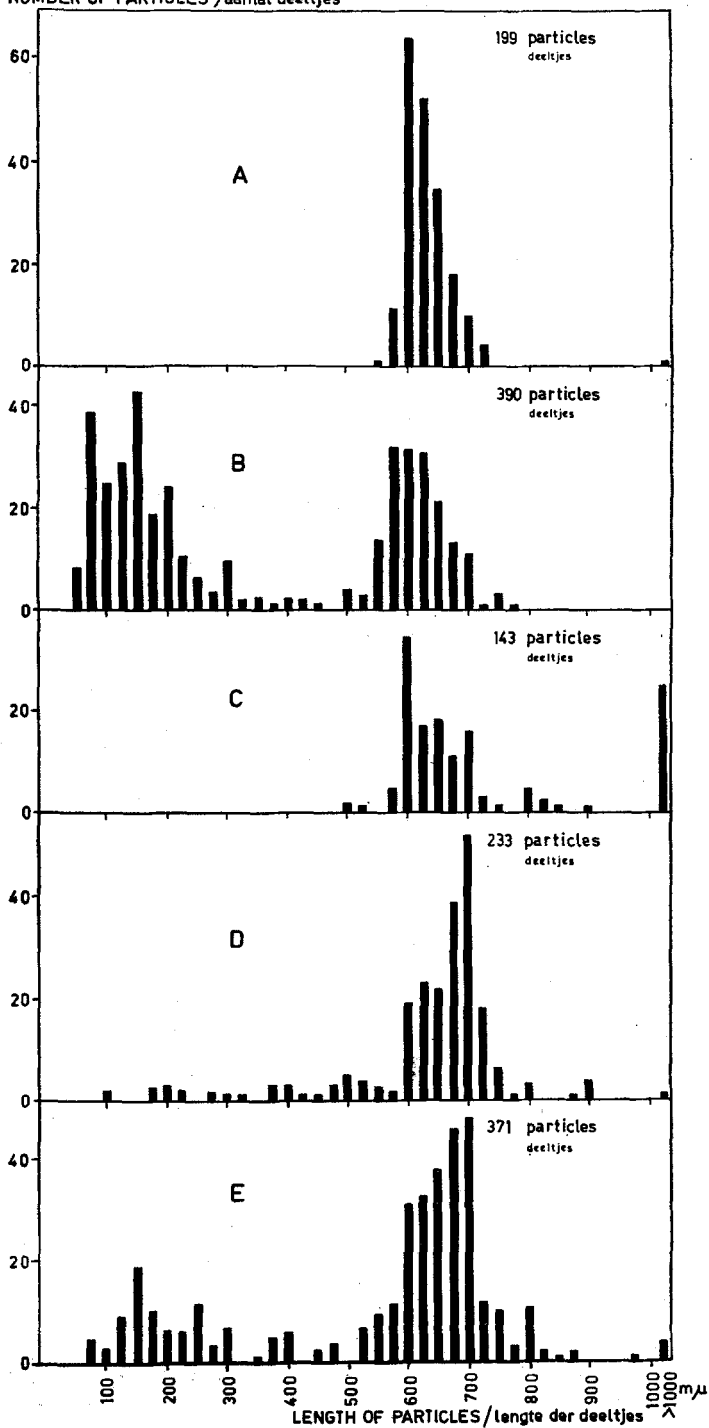 NUMBER OF PARTICLES / aantal deeltjes
60
40
20
0
A
199 particles
deeltjes
40
20
0
B
390 particles
deeltjes
20
0
C
143 particles
deeltjes
40
20
0
D
233 particles
deeltjes
40
20
0
E
371 particles
deeltjes
100 200 300 400 500 600 700 800 900 1000 mμ
LENGTH OF PARTICLES / lengte der deeltjes >